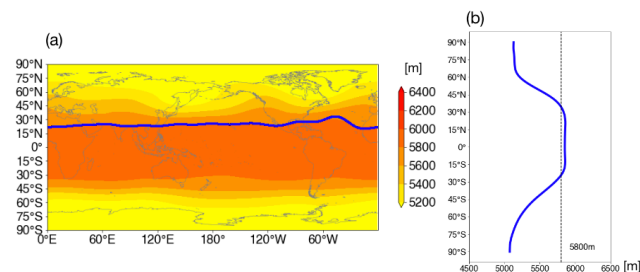 (a)
90°N
75°N
60°N
45°N
30°N
15°N
0°
15°S
30°S
45°S
60°S
75°S
90°S
0°E 60°E 120°E 180° 120°W 60°W
[m]
6400
6200
6000
5800
5600
5400
5200
(b)
90°N
75°N
60°N
45°N
30°N
15°N
0°
15°S
30°S
45°S
60°S
75°S
90°S
5800m
4500 5000 5500 6000 6500 [m]